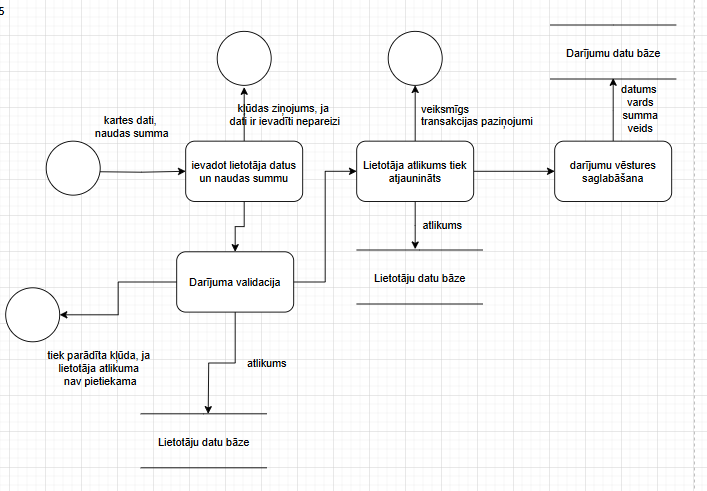 5
Darījumu datu bāze
datums
vards
summa
veids
kartes dati,
naudas summa
kļūdas ziņojums, ja
dati ir ievadīti nepareizi
veiksmīgs
transakcijas paziņojumi
ievadot lietotāja datus
un naudas summu
Lietotāja atlikums tiek
atjaunināts
darījumu vēstures
saglabāšana
atlikums
Darījuma validacija
Lietotāju datu bāze
tiek parādīta kļūda, ja
lietotāja atlikuma
nav pietiekama
atlikums
Lietotāju datu bāze